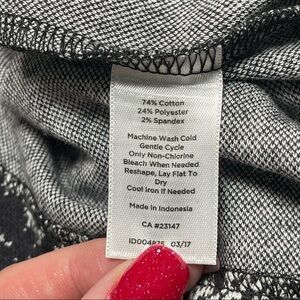 74% Cotton
24% Polyester
2% Spandex
Machine Wash Cold
Gentle Cycle
Only Non-Chlorine
Bleach When Needed
Reshape, Lay Flat To
Dry
Cool iron If Needed
Made in Indonesia
CA #23147
ID004875 03/17